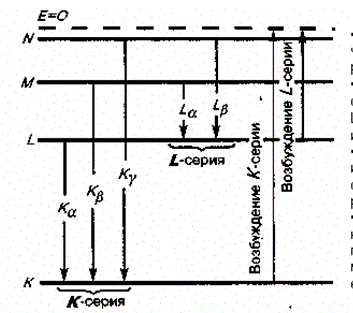 E=O
N
M
L
K
Lα
Lβ
L-серия
Kα
Kβ
Kγ
K-серия
Возбуждение K-серии
Возбуждение L-серии